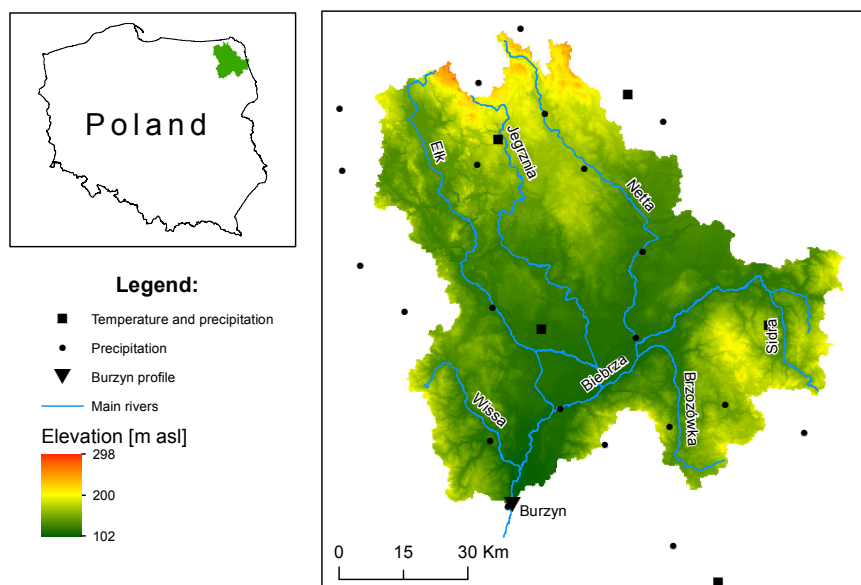 Poland
Legend:
Temperature and precipitation
Precipitation
Burzyn profile
Main rivers
Elevation [m asl]
298
200
102
Ełk
Jegrznia
Netta
Sidra
Biebrza
Brzozówka
Wissa
Burzyn
0 15 30 Km